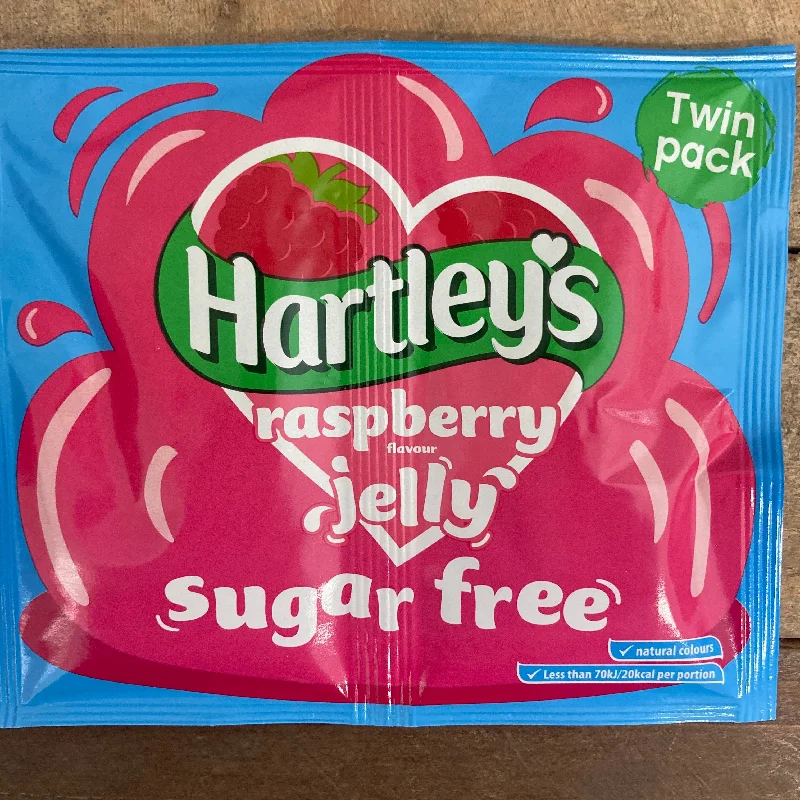 Twin
pack
Hartley's
raspberry
flavour
jelly
sugar free
✓ natural colours
✓ Less than 70kJ/20kcal per portion